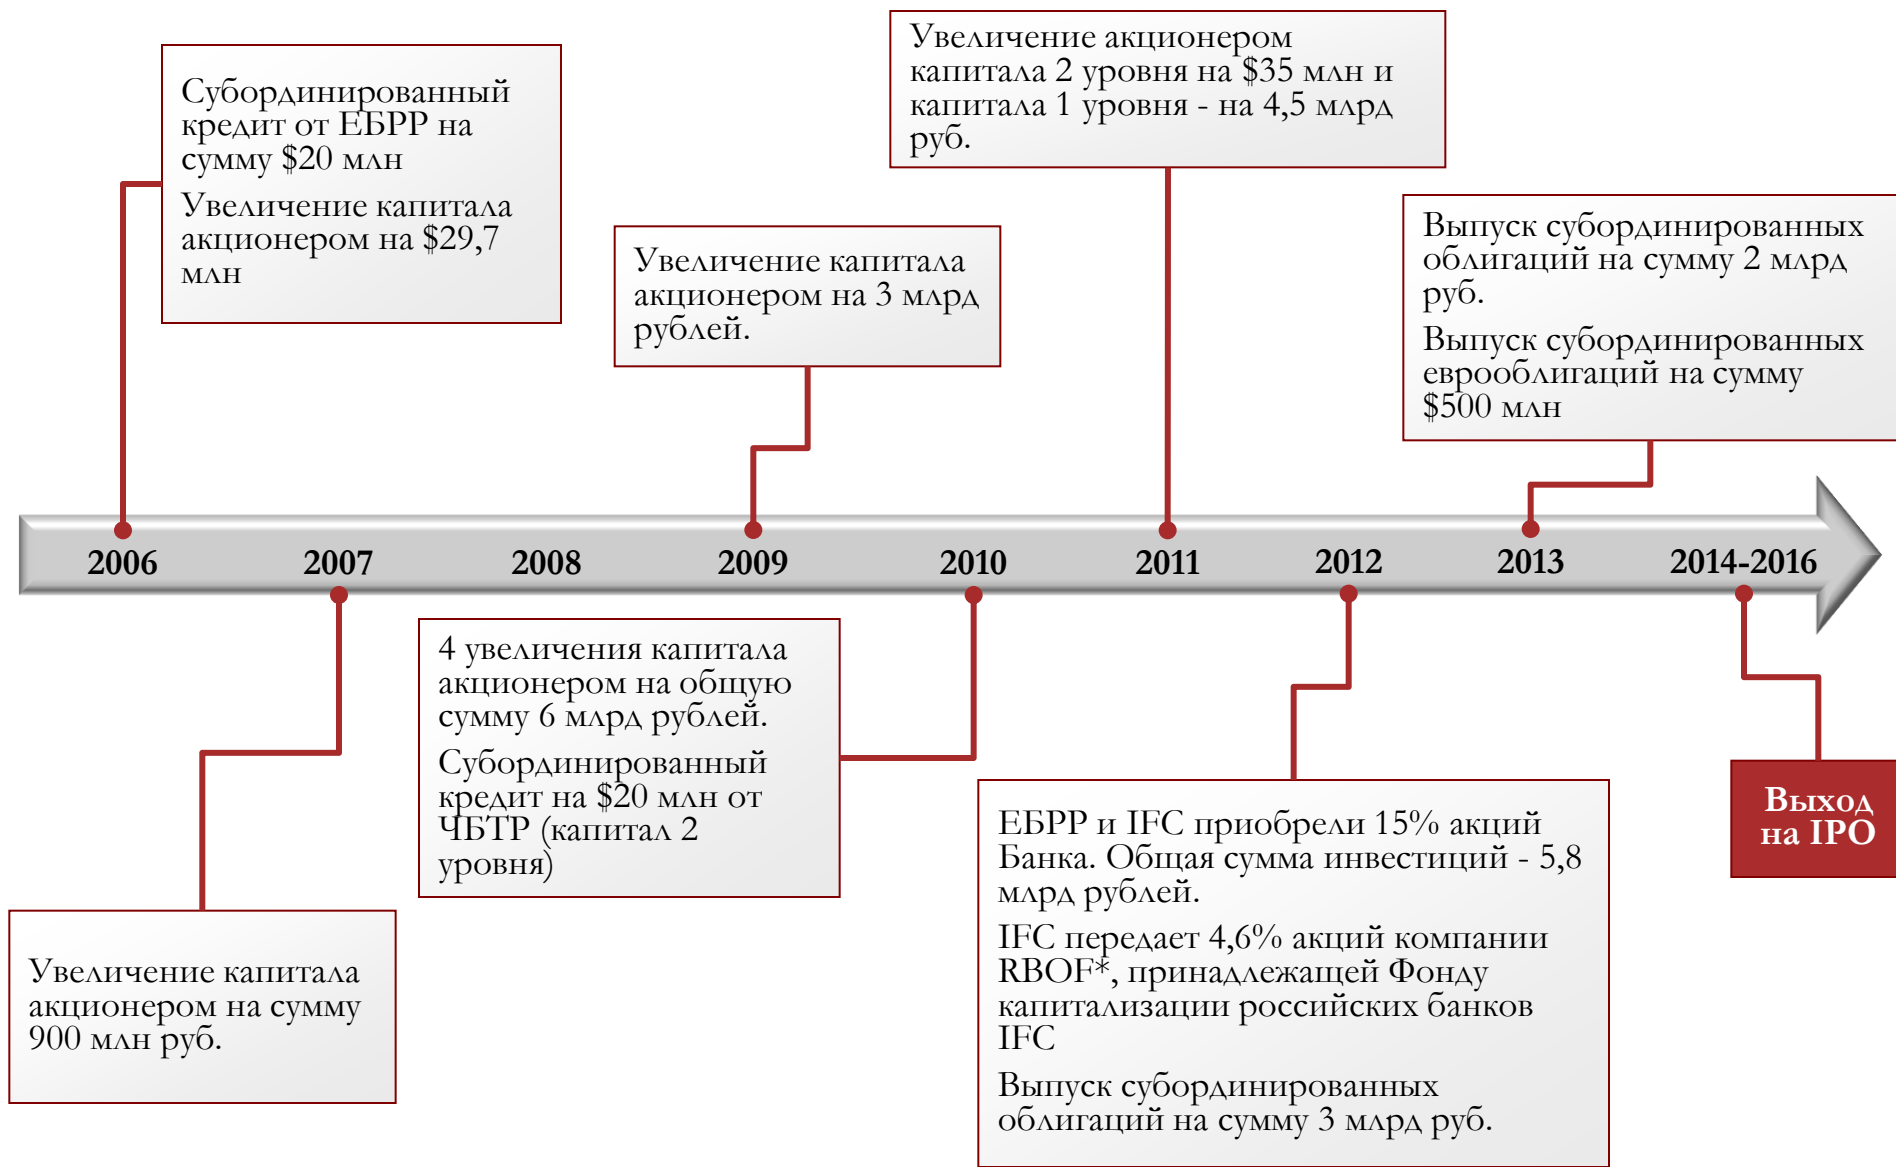 Субординированный
кредит от ЕБРР на
сумму $20 млн
Увеличение капитала
акционером на $29,7
млн
Увеличение капитала
акционером на 3 млрд
рублей.
Увеличение акционером
капитала 2 уровня на $35 млн и
капитала 1 уровня - на 4,5 млрд
руб.
Выпуск субординированных
облигаций на сумму 2 млрд
руб.
Выпуск субординированных
еврооблигаций на сумму
$500 млн
2006 2007 2008 2009 2010 2011 2012 2013 2014-2016
Увеличение капитала
акционером на сумму
900 млн руб.
4 увеличения капитала
акционером на общую
сумму 6 млрд рублей.
Субординированный
кредит на $20 млн от
ЧБТР (капитал 2
уровня)
ЕБРР и IFC приобрели 15% акций
Банка. Общая сумма инвестиций - 5,8
млрд рублей.
IFC передает 4,6% акций компании
RBOF*, принадлежащей Фонду
капитализации российских банков
IFC
Выпуск субординированных
облигаций на сумму 3 млрд руб.
Выход
на IPO